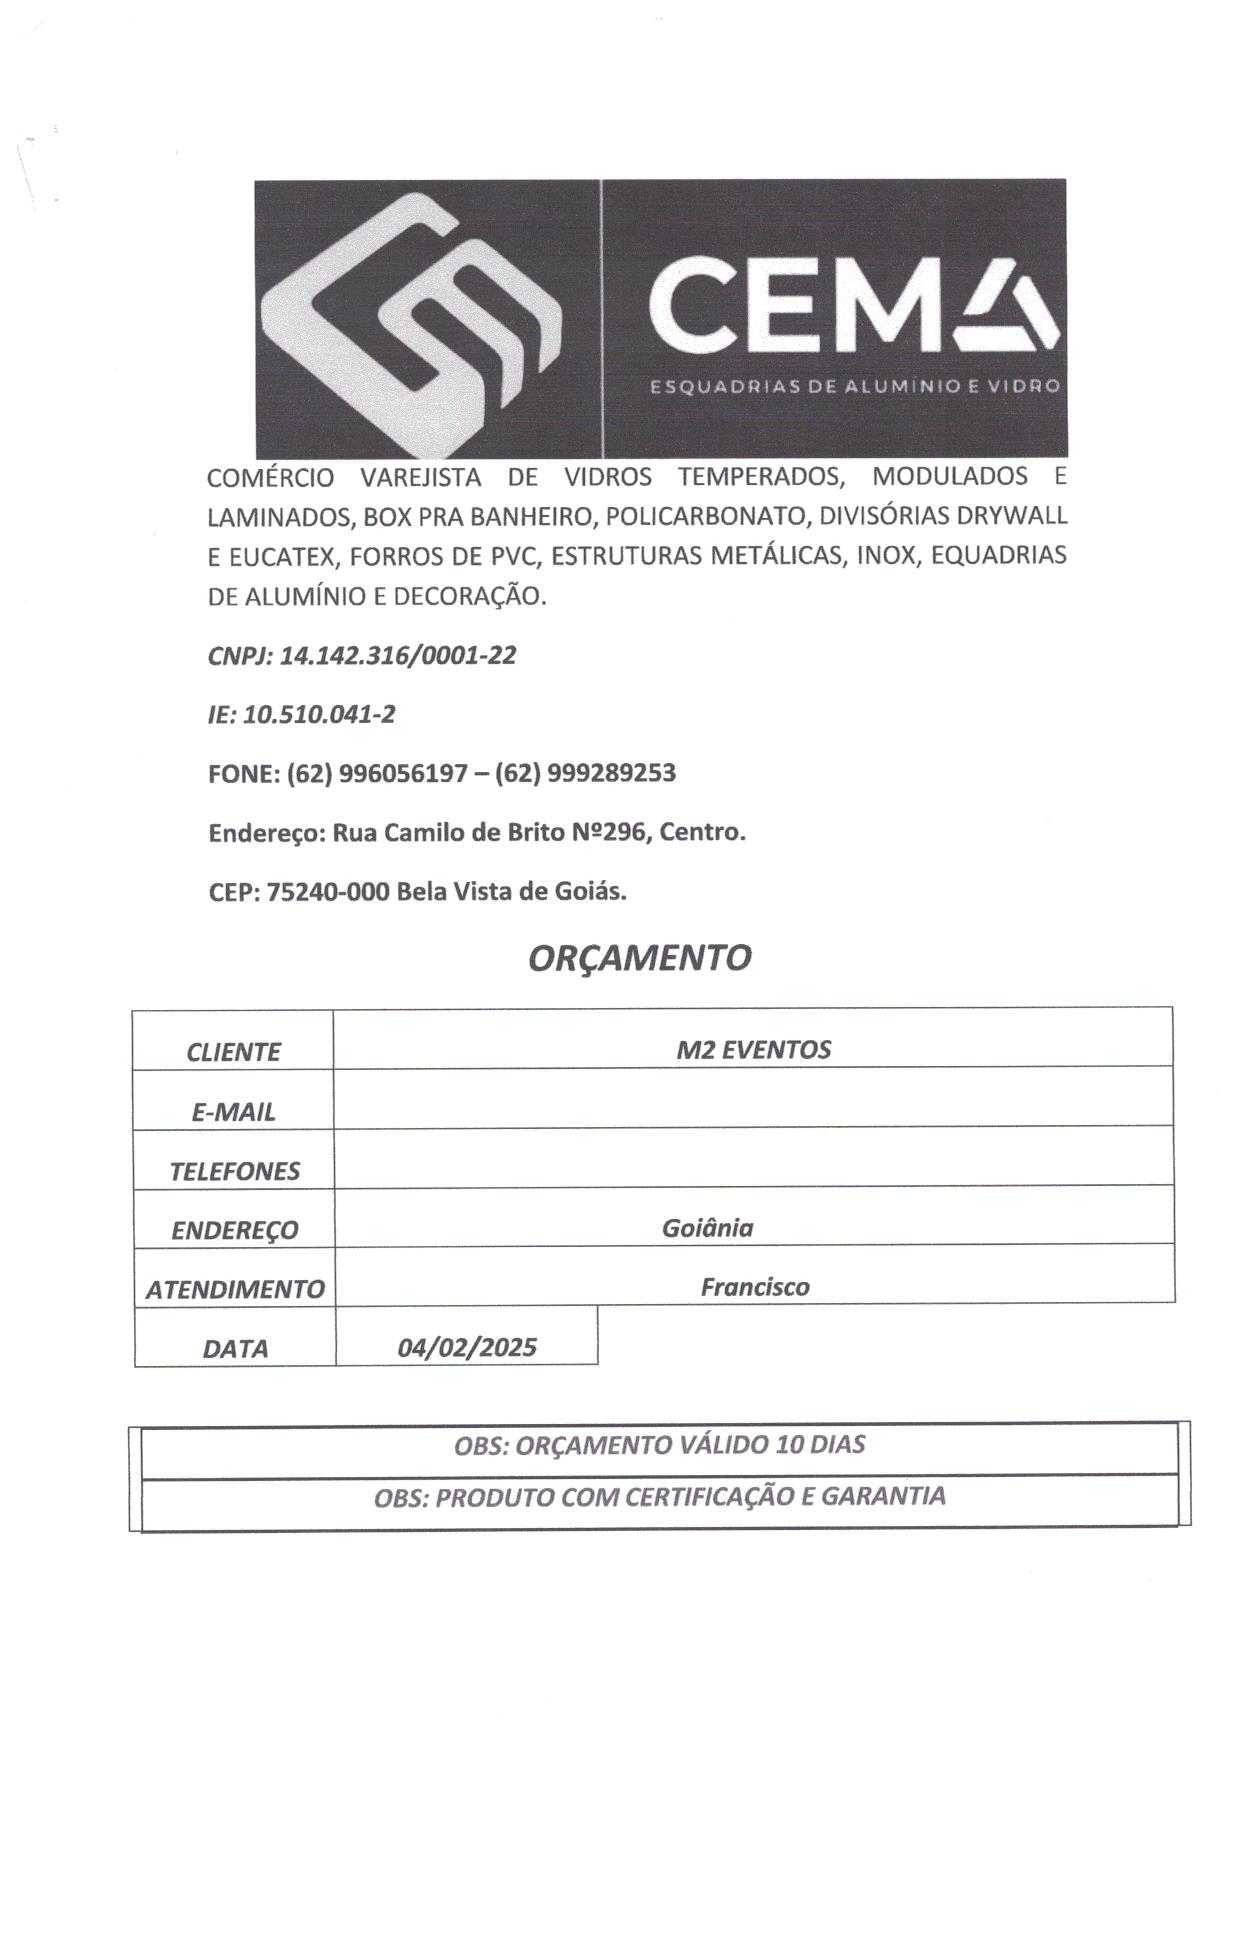 CEMA
ESQUADRIAS DE ALUMÍNIO E VIDRO
COMÉRCIO VAREJISTA DE VIDROS TEMPERADOS, MODULADOS E
LAMINADOS, BOX PRA BANHEIRO, POLICARBONATO, DIVISÓRIAS DRYWALL
E EUCATEX, FORROS DE PVC, ESTRUTURAS METÁLICAS, INOX, EQUADRIAS
DE ALUMÍNIO E DECORAÇÃO.
CNPJ: 14.142.316/0001-22
IE: 10.510.041-2
FONE: (62) 996056197 – (62) 999289253
Endereço: Rua Camilo de Brito Nº296, Centro.
CEP: 75240-000 Bela Vista de Goiás.
ORÇAMENTO
CLIENTE M2 EVENTOS
E-MAIL
TELEFONES
ENDEREÇO Goiânia
ATENDIMENTO Francisco
DATA 04/02/2025
OBS: ORÇAMENTO VÁLIDO 10 DIAS
OBS: PRODUTO COM CERTIFICAÇÃO E GARANTIA